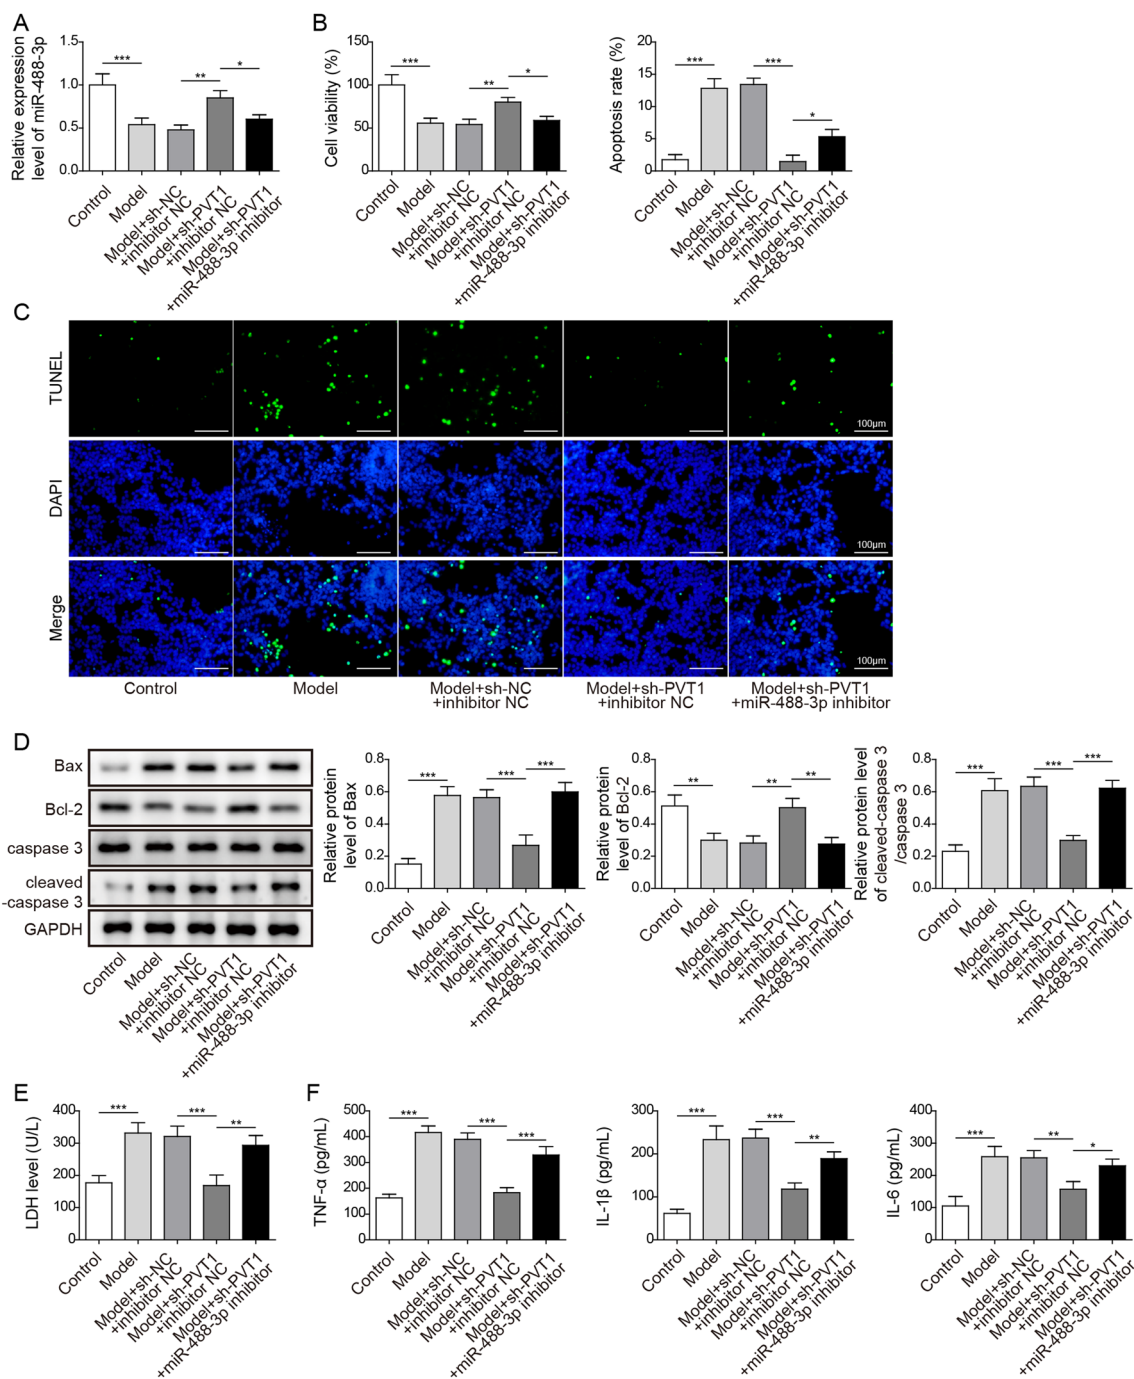 A
Relative expression
level of miR-488-3p
1.5
1.0
0.5
0.0
***
**
*
Control
Model
Model+sh-NC
+inhibitor NC
Model+sh-PVT1
+inhibitor NC
Model+sh-PVT1
+miR-488-3p inhibitor
B
Cell viability (%)
150
100
50
0
***
**
*
Control
Model
Model+sh-NC
+inhibitor NC
Model+sh-PVT1
+inhibitor NC
Model+sh-PVT1
+miR-488-3p inhibitor
Apoptosis rate (%)
20
15
10
5
0
***
***
*
Control
Model
Model+sh-NC
+inhibitor NC
Model+sh-PVT1
+inhibitor NC
Model+sh-PVT1
+miR-488-3p inhibitor
C
TUNEL
100μm
DAPI
100μm
Merge
100μm
Control
Model
Model+sh-NC
+inhibitor NC
Model+sh-PVT1
+inhibitor NC
Model+sh-PVT1
+miR-488-3p inhibitor
D
Bax
Bcl-2
caspase 3
cleaved
-caspase 3
GAPDH
Control
Model
Model+sh-NC
+inhibitor NC
Model+sh-PVT1
+inhibitor NC
Model+sh-PVT1
+miR-488-3p inhibitor
Relative protein
level of Bax
0.8
0.6
0.4
0.2
0.0
***
***
***
Control
Model
Model+sh-NC
+inhibitor NC
Model+sh-PVT1
+inhibitor NC
Model+sh-PVT1
+miR-488-3p inhibitor
Relative protein
level of Bcl-2
0.8
0.6
0.4
0.2
0.0
**
**
**
Control
Model
Model+sh-NC
+inhibitor NC
Model+sh-PVT1
+inhibitor NC
Model+sh-PVT1
+miR-488-3p inhibitor
Relative protein level
of cleaved-caspase 3
/caspase 3
0.8
0.6
0.4
0.2
0.0
***
***
***
Control
Model
Model+sh-NC
+inhibitor NC
Model+sh-PVT1
+inhibitor NC
Model+sh-PVT1
+miR-488-3p inhibitor
E
LDH level (U/L)
400
300
200
100
0
***
***
**
Control
Model
Model+sh-NC
+inhibitor NC
Model+sh-PVT1
+inhibitor NC
Model+sh-PVT1
+miR-488-3p inhibitor
F
TNF-α (pg/mL)
500
400
300
200
100
0
***
***
***
Control
Model
Model+sh-NC
+inhibitor NC
Model+sh-PVT1
+inhibitor NC
Model+sh-PVT1
+miR-488-3p inhibitor
IL-1β (pg/mL)
300
200
100
0
***
***
**
Control
Model
Model+sh-NC
+inhibitor NC
Model+sh-PVT1
+inhibitor NC
Model+sh-PVT1
+miR-488-3p inhibitor
IL-6 (pg/mL)
400
300
200
100
0
***
**
*
Control
Model
Model+sh-NC
+inhibitor NC
Model+sh-PVT1
+inhibitor NC
Model+sh-PVT1
+miR-488-3p inhibitor